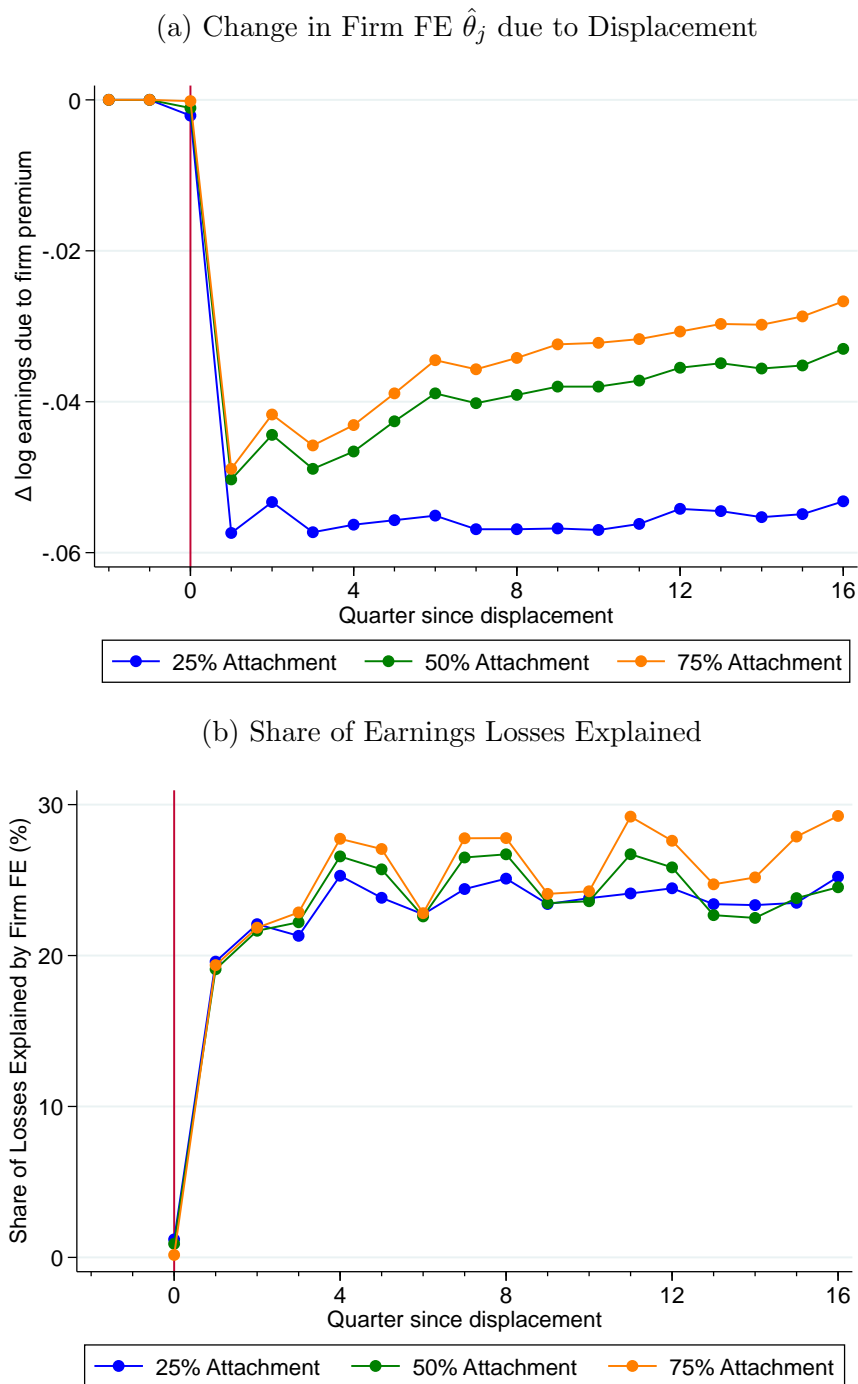 (a) Change in Firm FE θ̂j due to Displacement
Δ log earnings due to firm premium
0
-.02
-.04
-.06
0 4 8 12 16
Quarter since displacement
25% Attachment 50% Attachment 75% Attachment
(b) Share of Earnings Losses Explained
Share of Losses Explained by Firm FE (%)
30
20
10
0
0 4 8 12 16
Quarter since displacement
25% Attachment 50% Attachment 75% Attachment